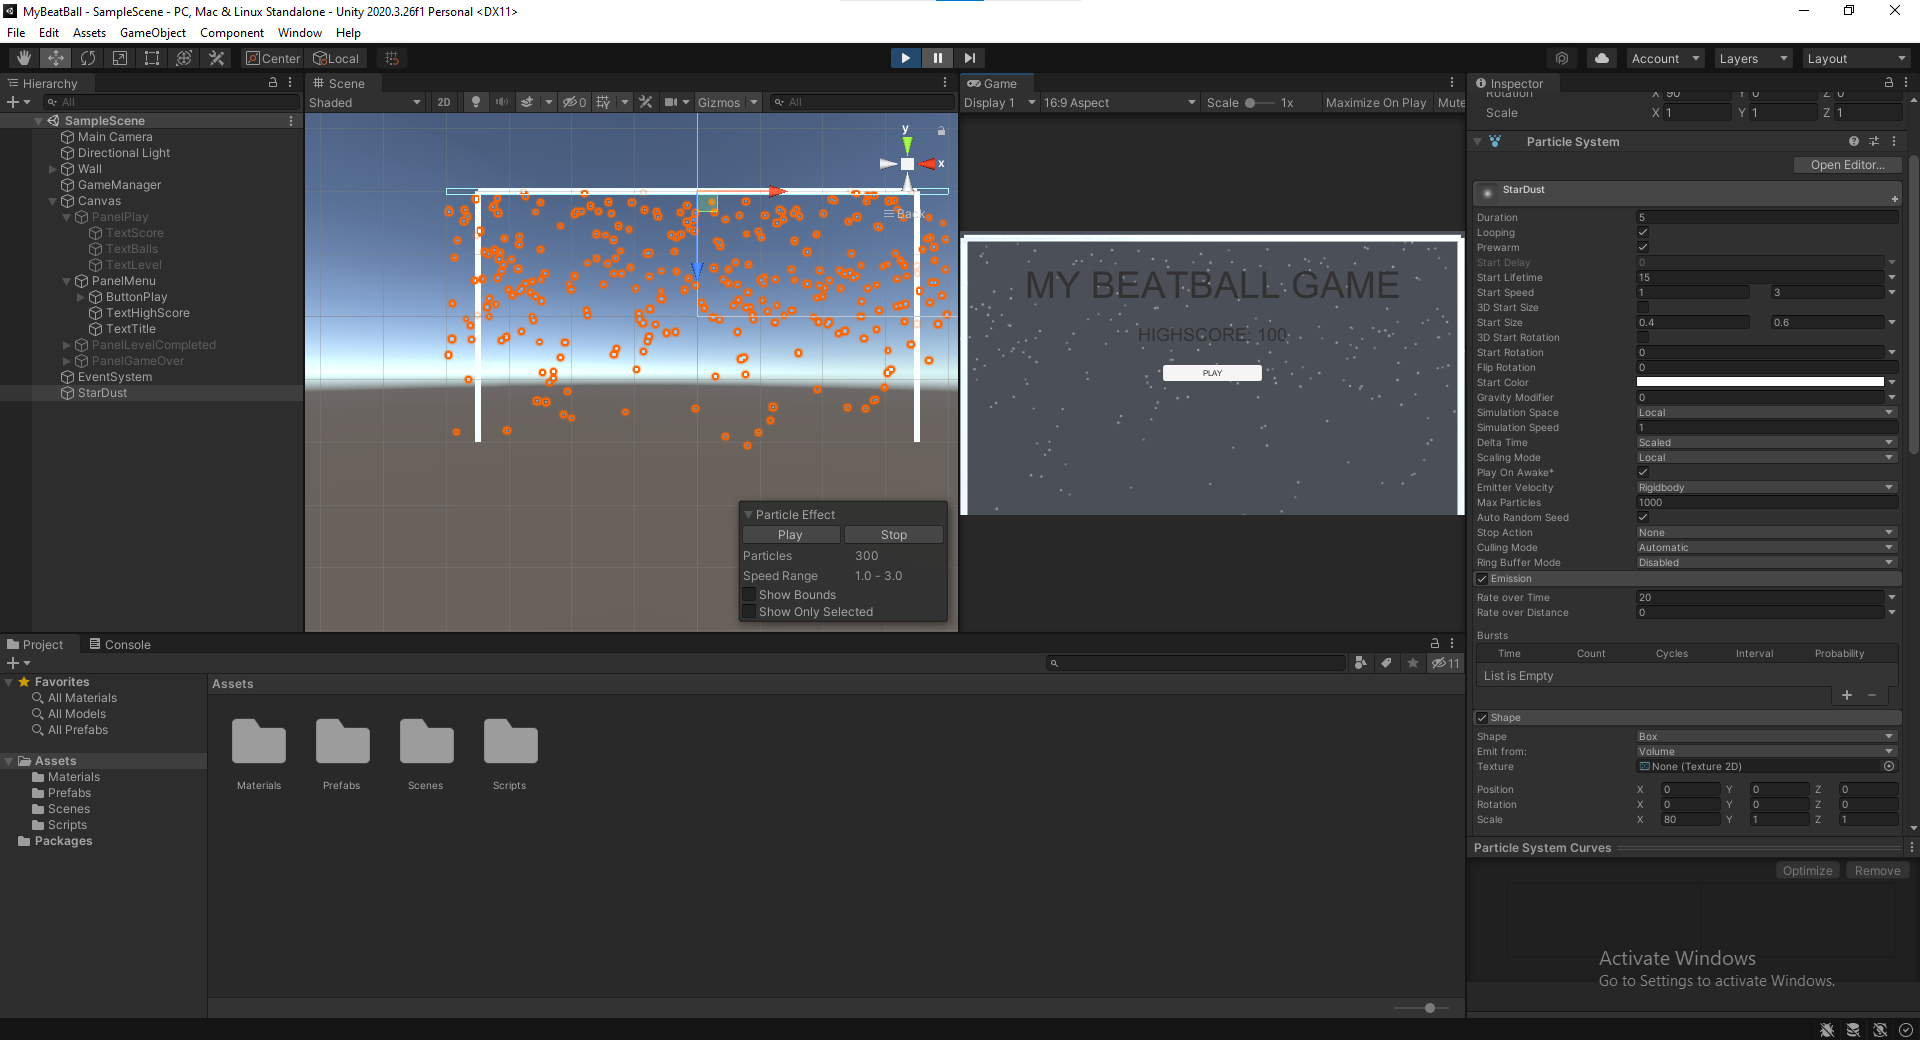 MyBeatBall - SampleScene - PC, Mac & Linux Standalone - Unity 2020.3.26f1 Personal <DX11>
File Edit Assets GameObject Component Window Help
Center Local
Account Layers Layout
Hierarchy
All
SampleScene
Main Camera
Directional Light
Wall
GameManager
Canvas
PanelPlay
TextScore
TextBalls
TextLevel
PanelMenu
ButtonPlay
TextHighScore
TextTitle
PanelLevelCompleted
PanelGameOver
EventSystem
StarDust
Scene
Shaded 2D 0 Gizmos All
y
x
Back
Particle Effect
Play Stop
Particles 300
Speed Range 1.0 - 3.0
Show Bounds
Show Only Selected
Game
Display 1 16:9 Aspect Scale 1x Maximize On Play Mute
MY BEATBALL GAME
HIGHSCORE: 100
PLAY
Inspector
Rotation X 90 Y 0 Z 0
Scale X 1 Y 1 Z 1
Particle System
Open Editor...
StarDust
Duration 5
Looping
Prewarm
Start Delay 0
Start Lifetime 15
Start Speed 1 3
3D Start Size
Start Size 0.4 0.6
3D Start Rotation
Start Rotation 0
Flip Rotation 0
Start Color
Gravity Modifier 0
Simulation Space Local
Simulation Speed 1
Delta Time Scaled
Scaling Mode Local
Play On Awake*
Emitter Velocity Rigidbody
Max Particles 1000
Auto Random Seed
Stop Action None
Culling Mode Automatic
Ring Buffer Mode Disabled
Emission
Rate over Time 20
Rate over Distance 0
Bursts
Time Count Cycles Interval Probability
List is Empty
Shape
Shape Box
Emit from: Volume
Texture None (Texture 2D)
Position X 0 Y 0 Z 0
Rotation X 0 Y 0 Z 0
Scale X 80 Y 1 Z 1
Particle System Curves
Optimize Remove
Project Console
11
Favorites
All Materials
All Models
All Prefabs
Assets
Materials
Prefabs
Scenes
Scripts
Packages
Assets
Materials Prefabs Scenes Scripts
Activate Windows
Go to Settings to activate Windows.